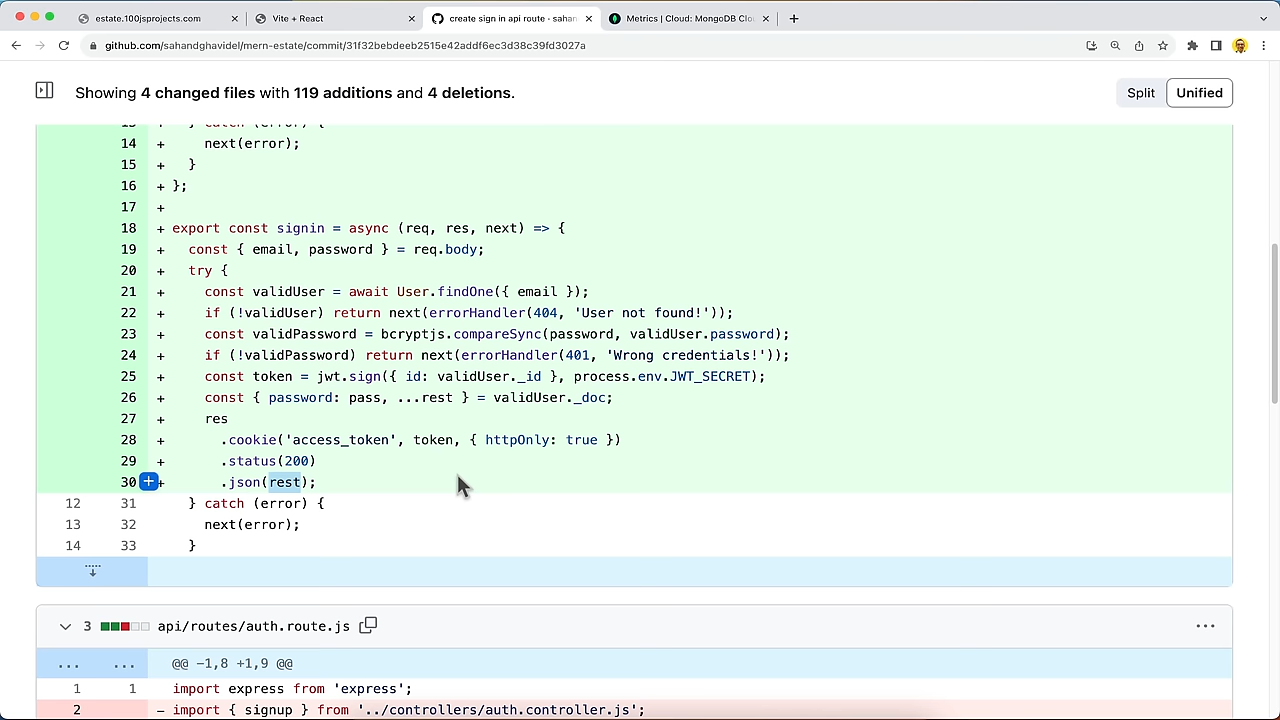 estate.100jsprojects.com
Vite + React
create sign in api route · sahan
Metrics | Cloud: MongoDB Clou
github.com/sahandghavidel/mern-estate/commit/31f32bebdeeb2515e42addf6ec3d38c39fd3027a
Showing 4 changed files with 119 additions and 4 deletions.
Split
Unified
13 + } catch (error) {
14 + next(error);
15 + }
16 + };
17 +
18 + export const signin = async (req, res, next) => {
19 + const { email, password } = req.body;
20 + try {
21 + const validUser = await User.findOne({ email });
22 + if (!validUser) return next(errorHandler(404, 'User not found!'));
23 + const validPassword = bcryptjs.compareSync(password, validUser.password);
24 + if (!validPassword) return next(errorHandler(401, 'Wrong credentials!'));
25 + const token = jwt.sign({ id: validUser._id }, process.env.JWT_SECRET);
26 + const { password: pass, ...rest } = validUser._doc;
27 + res
28 + .cookie('access_token', token, { httpOnly: true })
29 + .status(200)
30 + .json(rest);
12 31 } catch (error) {
13 32 next(error);
14 33 }
3 api/routes/auth.route.js
... ... @@ -1,8 +1,9 @@
1 1 import express from 'express';
2 - import { signup } from '../controllers/auth.controller.js';